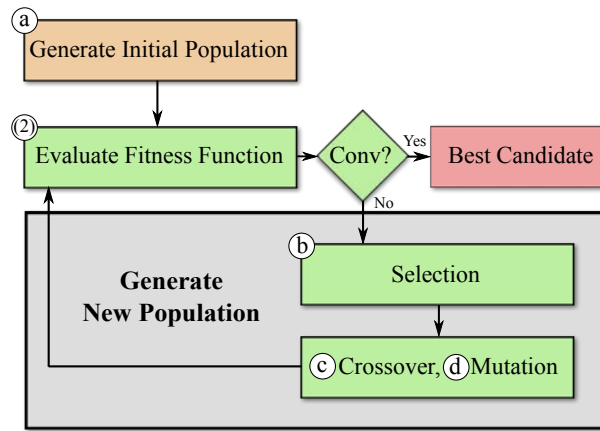 a
Generate Initial Population
(2)
Evaluate Fitness Function
Conv?
Yes
Best Candidate
No
b
Selection
Generate
New Population
c Crossover, d Mutation